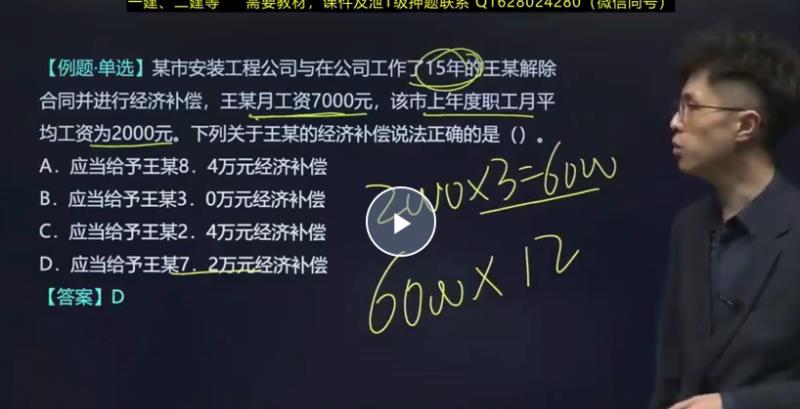 一建、二建等 需要教材，课件及泄1级押题联系 Q1628024280（微信同号）
【例题·单选】某市安装工程公司与在公司工作了15年的王某解除
合同并进行经济补偿，王某月工资7000元，该市上年度职工月平
均工资为2000元。下列关于王某的经济补偿说法正确的是（）。
A．应当给予王某8．4万元经济补偿
B．应当给予王某3．0万元经济补偿
C．应当给予王某2．4万元经济补偿
D．应当给予王某7．2万元经济补偿
【答案】D
2000×3=6000
6000×12